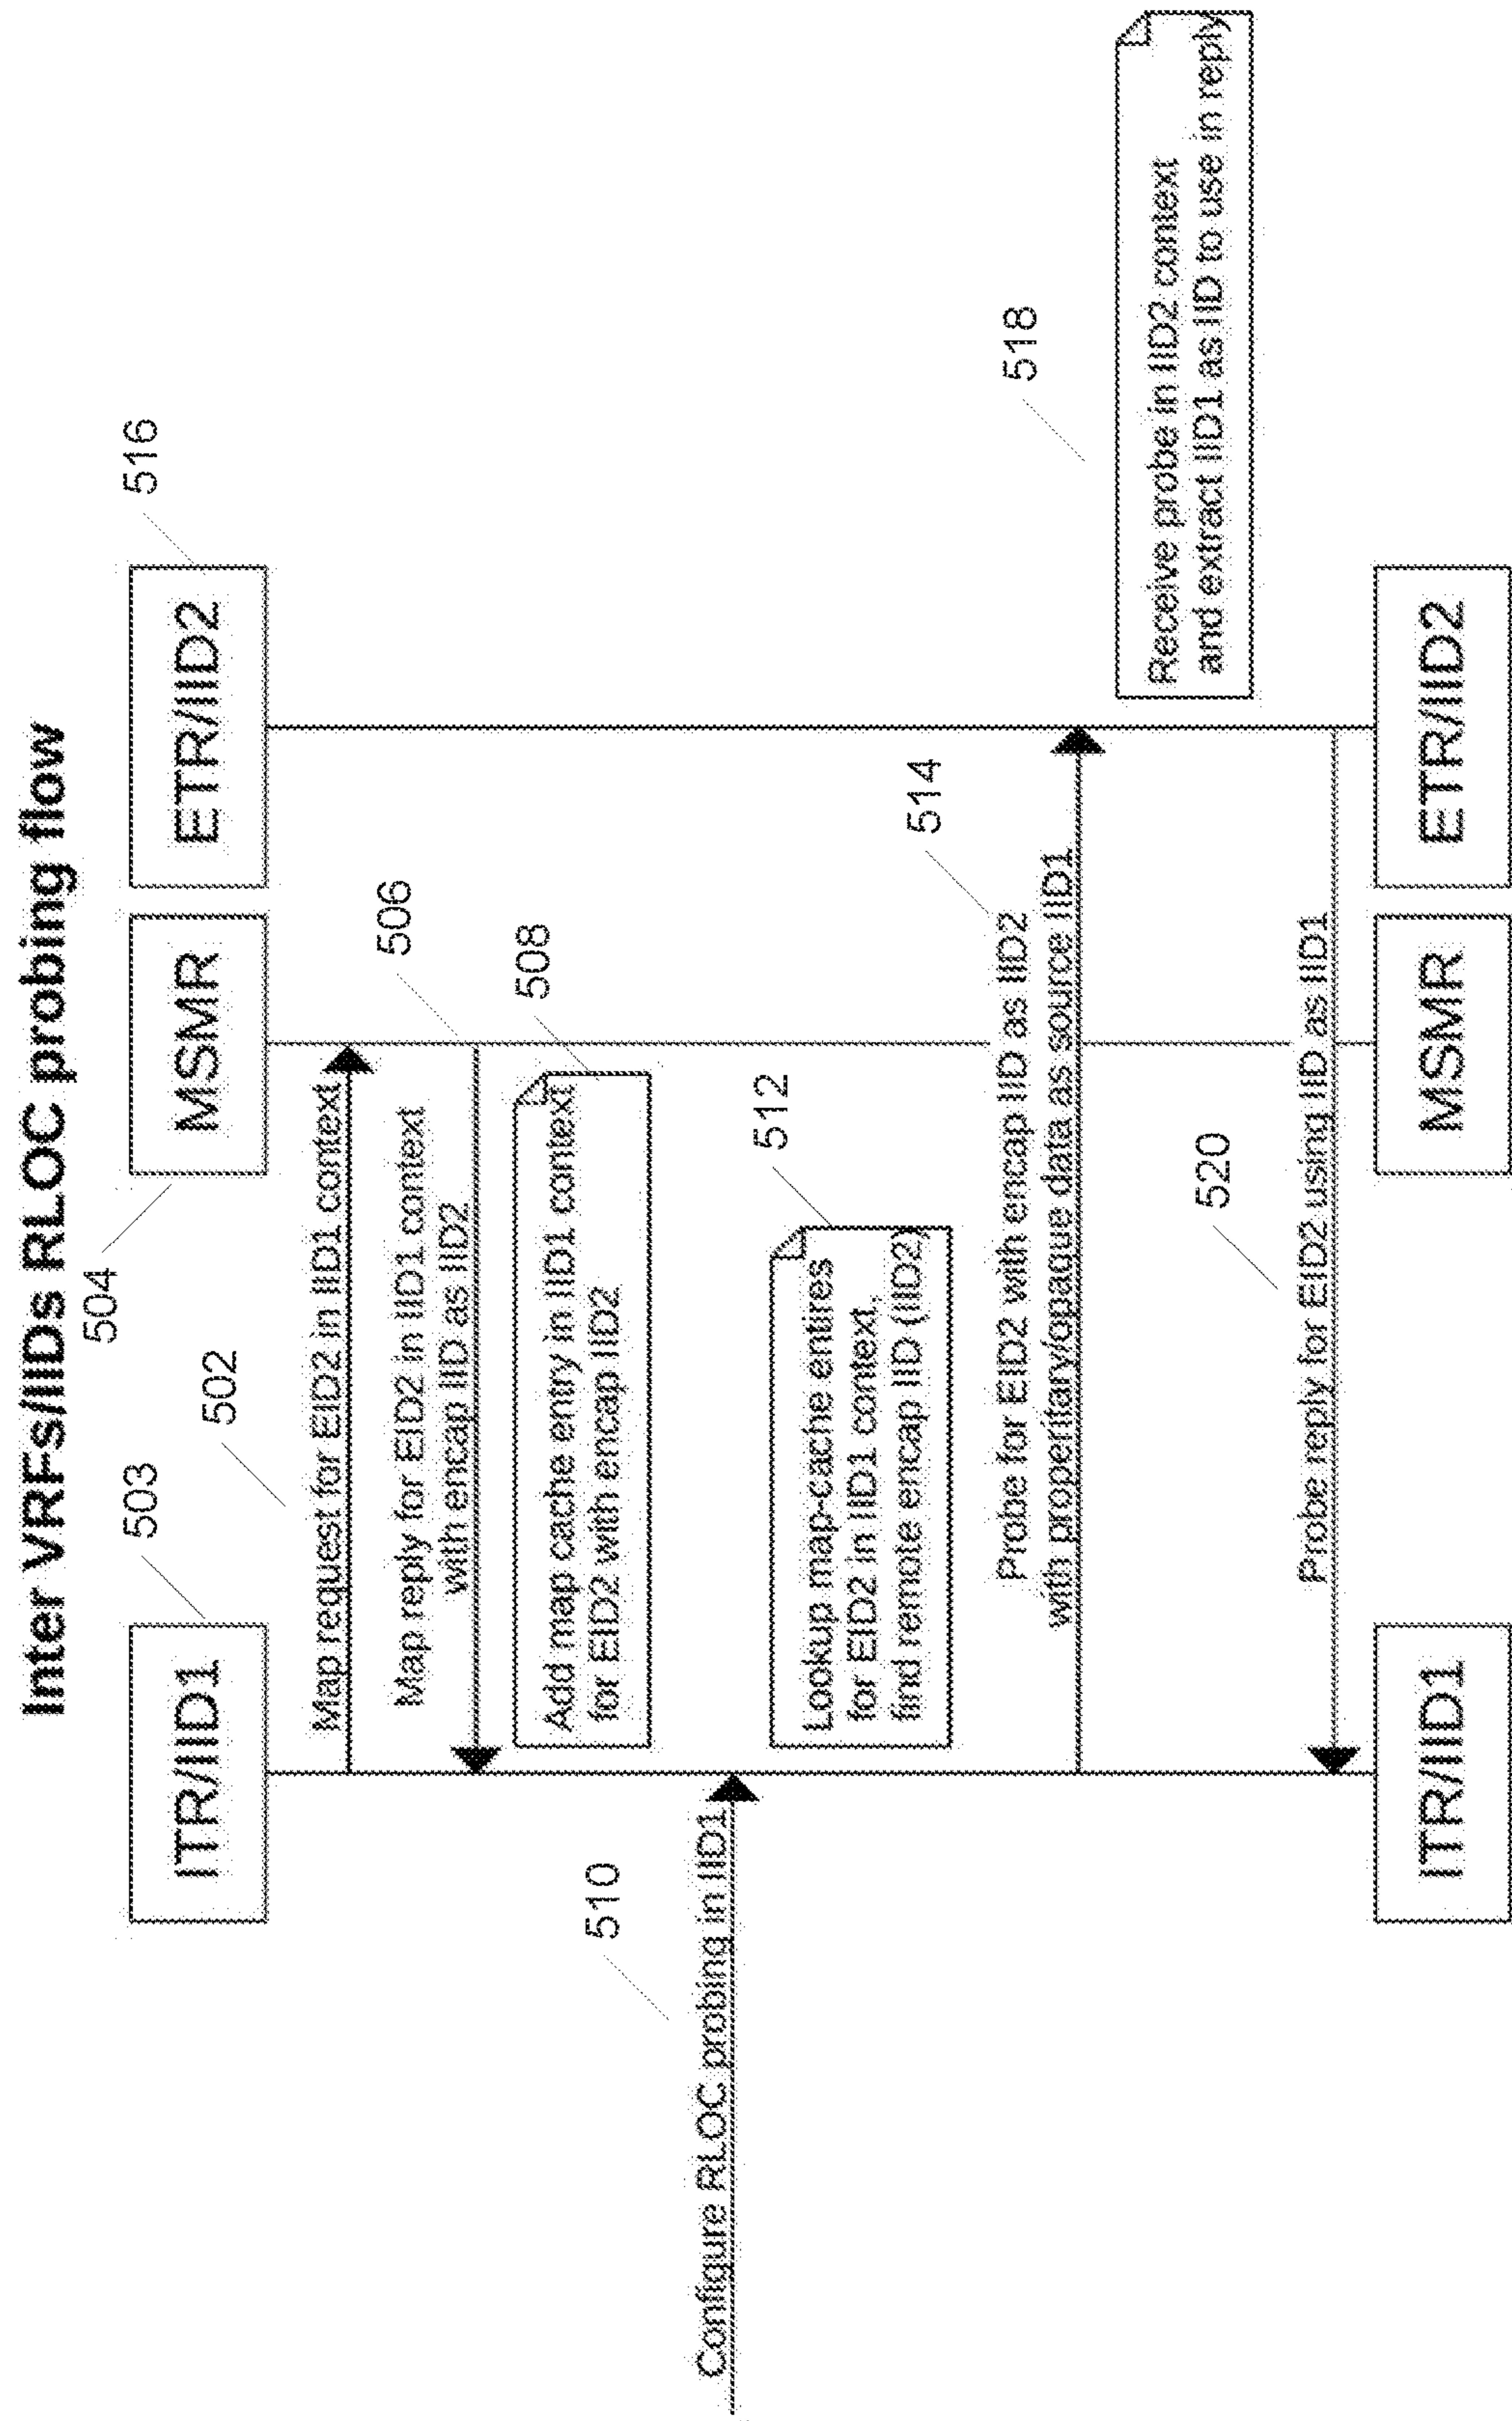 Inter VRFs/IIDs RLOC probing flow
504
503
516
ITR/IID1
MSMR
ETR/IID2
502
Map request for EID2 in IID1 context
506
Map reply for EID2 in IID1 context
with encap IID as IID2
508
Add map cache entry in IID1 context
for EID2 with encap IID2
510
Configure RLOC probing in IID1
512
Lookup map-cache entires
for EID2 in IID1 context,
find remote encap IID (IID2)
514
Probe for EID2 with encap IID as IID2
with properitary/opaque data as source IID1
518
Receive probe in IID2 context
and extract IID1 as IID to use in reply
520
Probe reply for EID2 using IID as IID1
ITR/IID1
MSMR
ETR/IID2